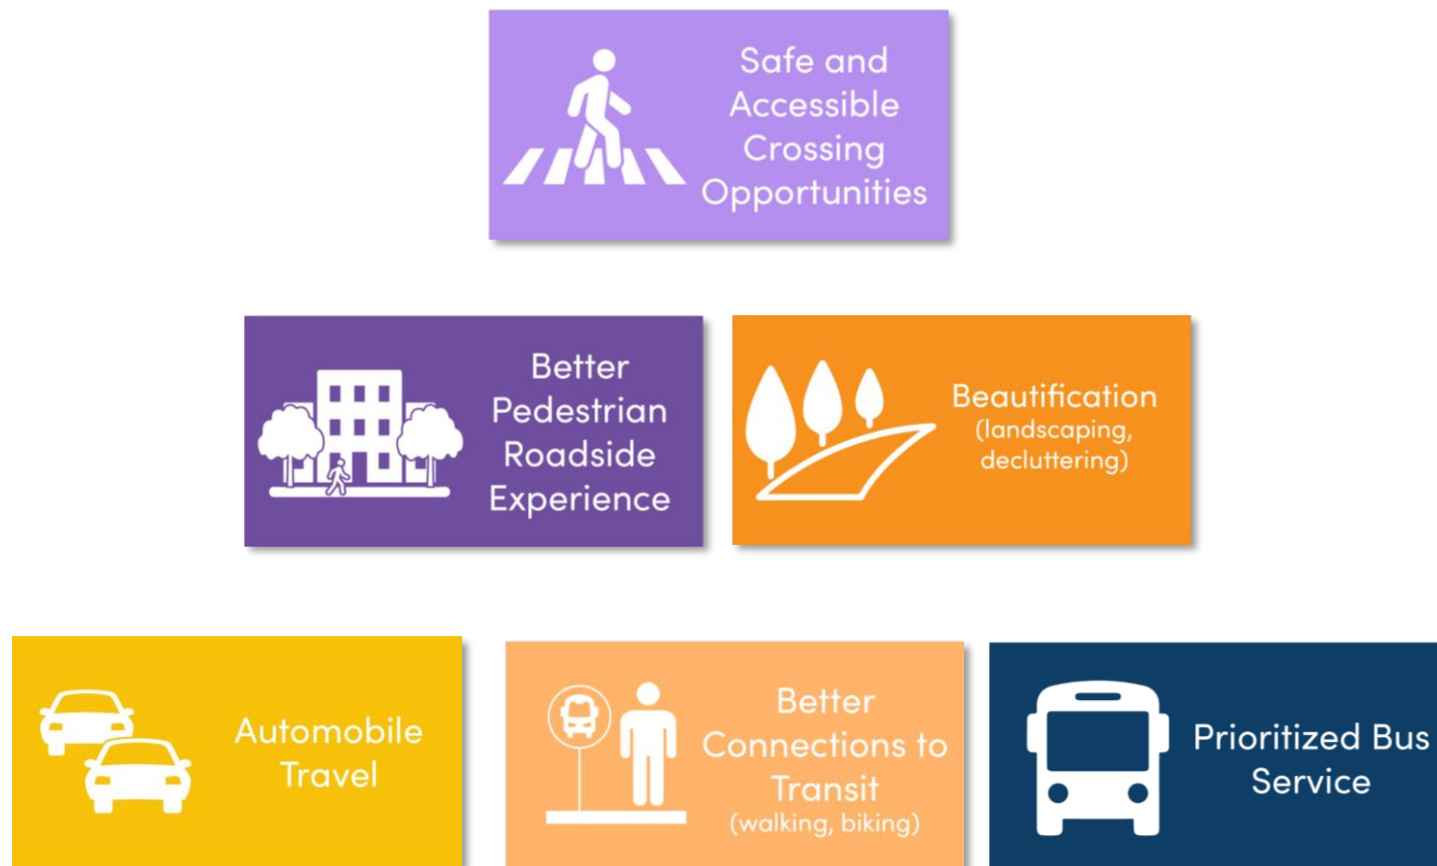 Safe and
Accessible
Crossing
Opportunities
Better
Pedestrian
Roadside
Experience
Beautification
(landscaping,
decluttering)
Automobile
Travel
Better
Connections to
Transit
(walking, biking)
Prioritized Bus
Service